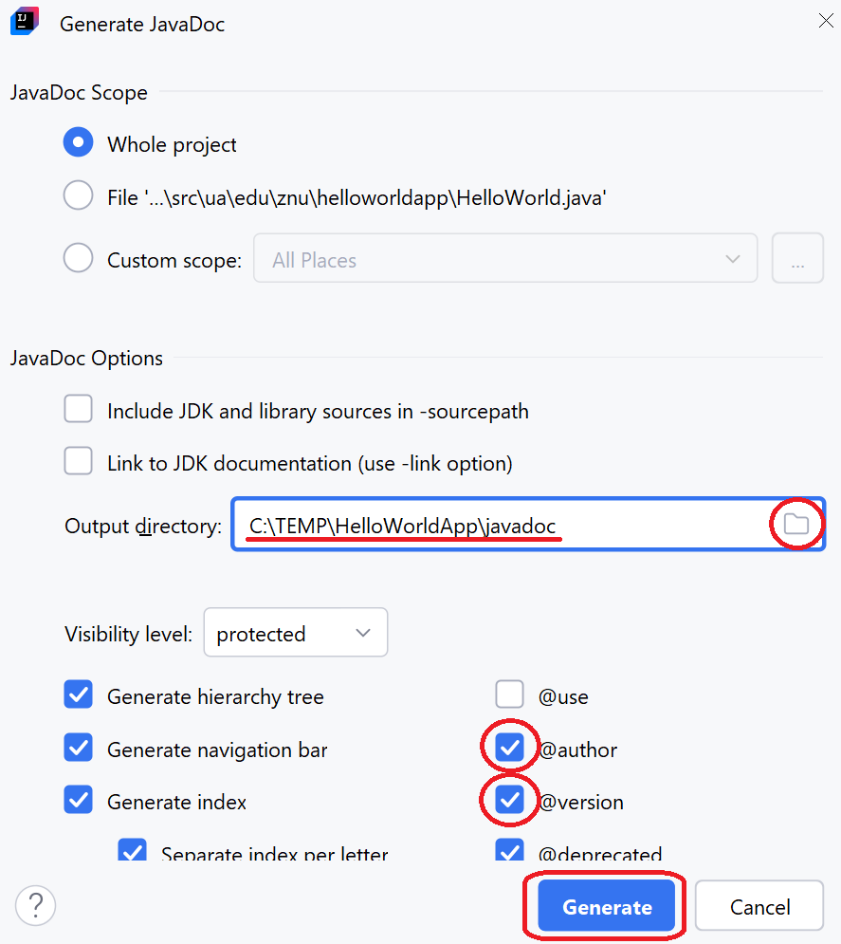 IJ
Generate JavaDoc
JavaDoc Scope
Whole project
File '...\src\ua\edu\znu\helloworldapp\HelloWorld.java'
Custom scope: All Places ...
JavaDoc Options
Include JDK and library sources in -sourcepath
Link to JDK documentation (use -link option)
Output directory: C:\TEMP\HelloWorldApp\javadoc
Visibility level: protected
Generate hierarchy tree @use
Generate navigation bar @author
Generate index @version
Separate index per letter @deprecated
? Generate Cancel